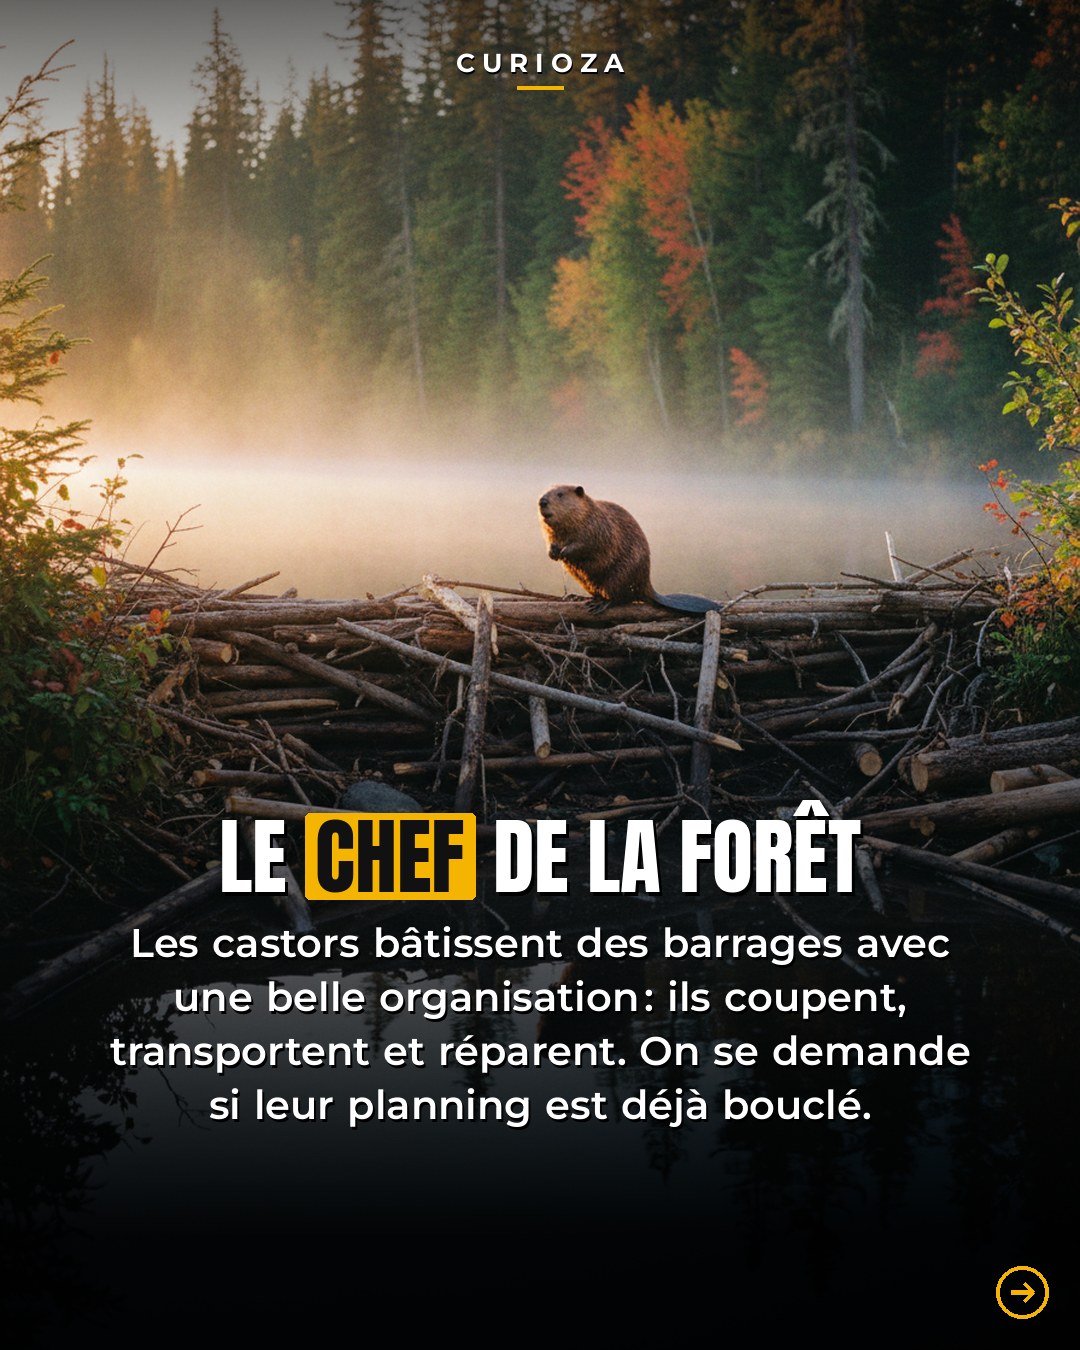 CURIOZA
LE CHEF DE LA FORÊT
Les castors bâtissent des barrages avec
une belle organisation : ils coupent,
transportent et réparent. On se demande
si leur planning est déjà bouclé.